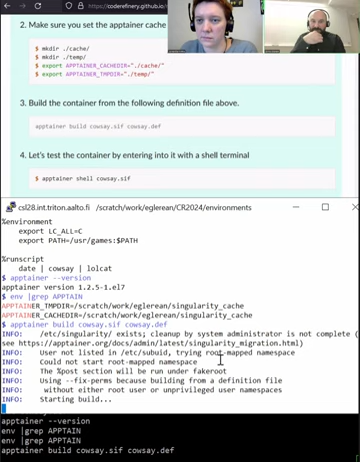 https://coderefinery.github.io/
2. Make sure you set the apptainer cache
$ mkdir ./cache/
$ mkdir ./temp/
$ export APPTAINER_CACHEDIR="./cache/"
$ export APPTAINER_TMPDIR="./temp/"
3. Build the container from the following definition file above.
apptainer build cowsay.sif cowsay.def
4. Let's test the container by entering into it with a shell terminal
$ apptainer shell cowsay.sif
csl28.int.triton.aalto.fi ‎/scratch/work/eglerean/CR2024/environments
%environment
export LC_ALL=C
export PATH=/usr/games:$PATH
%runscript
date | cowsay | lolcat
$ apptainer --version
apptainer version 1.2.5-1.el7
$ env |grep APPTAIN
APPTAINER_TMPDIR=/scratch/work/eglerean/singularity_cache
APPTAINER_CACHEDIR=/scratch/work/eglerean/singularity_cache
$ apptainer build cowsay.sif cowsay.def
INFO: /etc/singularity/ exists; cleanup by system administrator is not complete (
see https://apptainer.org/docs/admin/latest/singularity_migration.html)
INFO: User not listed in /etc/subuid, trying root-mapped namespace
INFO: Could not start root-mapped namespace
INFO: The %post section will be run under fakeroot
INFO: Using --fix-perms because building from a definition file
without either root user or unprivileged user namespaces
INFO: Starting build...
apptainer --version
env |grep APPTAIN
env |grep APPTAIN
apptainer build cowsay.sif cowsay.def